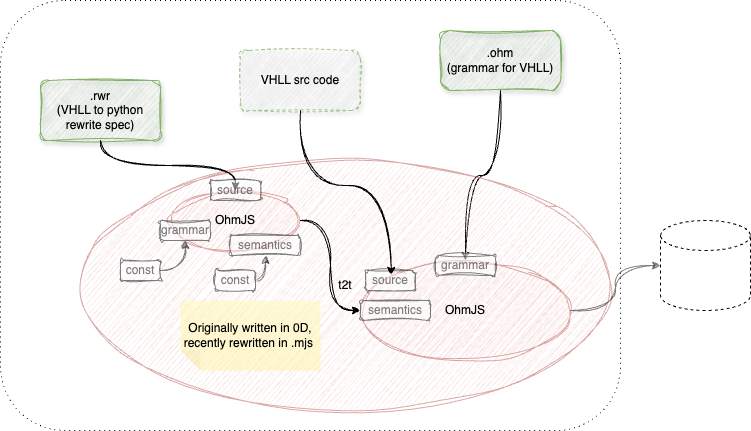 .ohm
(grammar for VHLL)
VHLL src code
.rwr
(VHLL to python
rewrite spec)
source
OhmJS
grammar
semantics
const
const
t2t
source
grammar
semantics
OhmJS
Originally written in 0D,
recently rewritten in .mjs